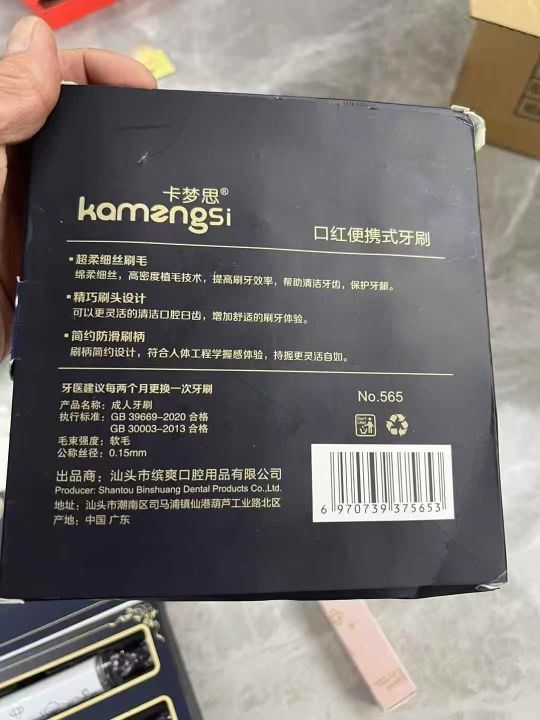 卡梦思®
kamengsi
口红便携式牙刷
▪超柔细丝刷毛
绵柔细丝，高密度植毛技术，提高刷牙效率，帮助清洁牙齿，保护牙龈。
▪精巧刷头设计
可以更灵活的清洁口腔臼齿，增加舒适的刷牙体验。
▪简约防滑刷柄
刷柄简约设计，符合人体工程学握感体验，持握更灵活自如。
牙医建议每两个月更换一次牙刷
产品名称：成人牙刷
执行标准：GB 39669-2020 合格
GB 30003-2013 合格
毛束强度：软毛
公称丝径：0.15mm
No.565
出品商：汕头市缤爽口腔用品有限公司
Producer: Shantou Binshuang Dental Products Co.,Ltd.
地址：汕头市潮南区司马浦镇仙港葫芦工业路北区
产地：中国 广东
6 970739 375653